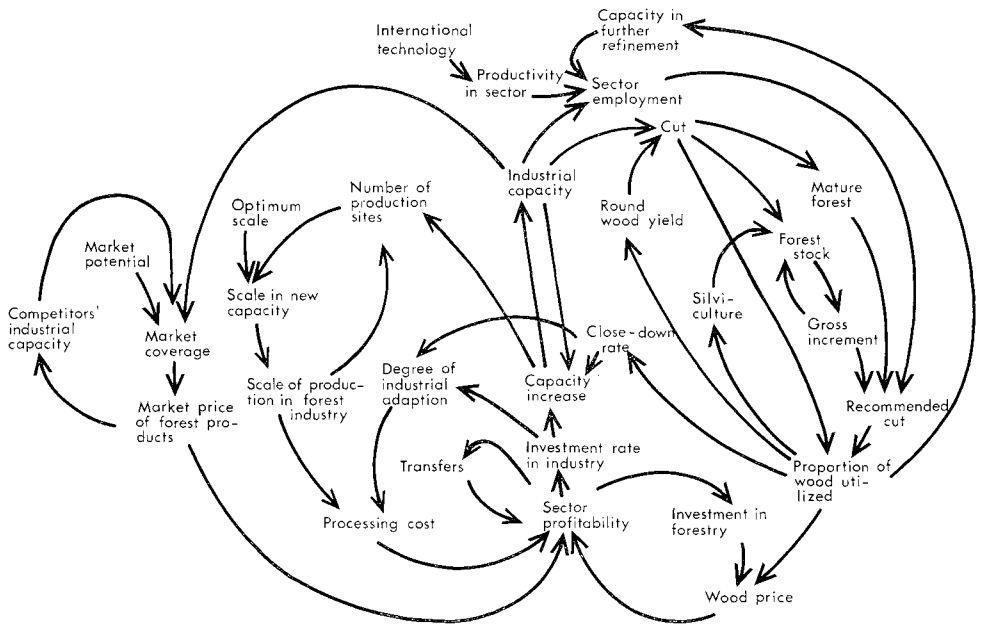 Capacity in
further
refinement
International
technology
Productivity
in sector
Sector
employment
Cut
Industrial
capacity
Mature
forest
Number of
production
sites
Optimum
scale
Round
wood yield
Market
potential
Forest
stock
Scale in new
capacity
Silvi-
culture
Competitors'
industrial
capacity
Market
coverage
Gross
increment
Close-down
rate
Degree of
industrial
adaption
Capacity
increase
Scale of produc-
tion in forest
industry
Market price
of forest pro-
ducts
Recommended
cut
Investment rate
in industry
Transfers
Proportion of
wood uti-
lized
Sector
profitability
Processing cost
Investment in
forestry
Wood price